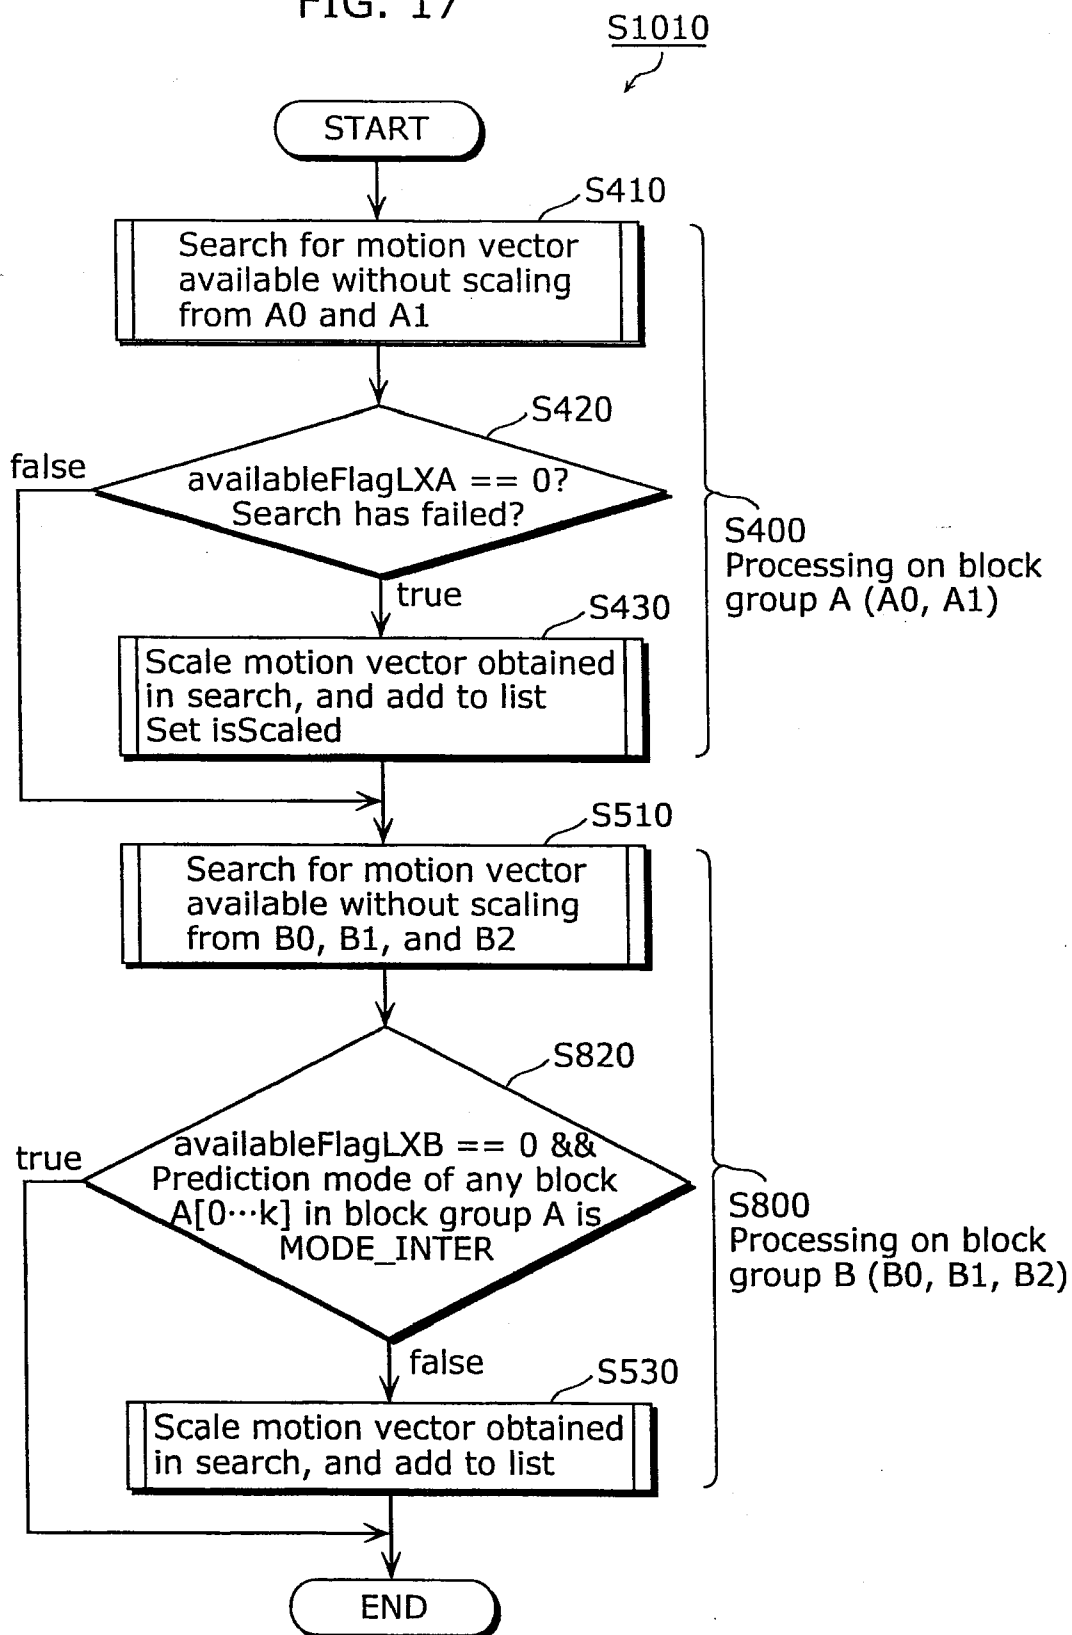 FIG. 17
S1010
START
S410
Search for motion vector
available without scaling
from A0 and A1
S420
false
availableFlagLXA == 0?
Search has failed?
true
S400
Processing on block
group A (A0, A1)
S430
Scale motion vector obtained
in search, and add to list
Set isScaled
S510
Search for motion vector
available without scaling
from B0, B1, and B2
S820
true
availableFlagLXB == 0 &&
Prediction mode of any block
A[0···k] in block group A is
MODE_INTER
S800
Processing on block
group B (B0, B1, B2)
false
S530
Scale motion vector obtained
in search, and add to list
END